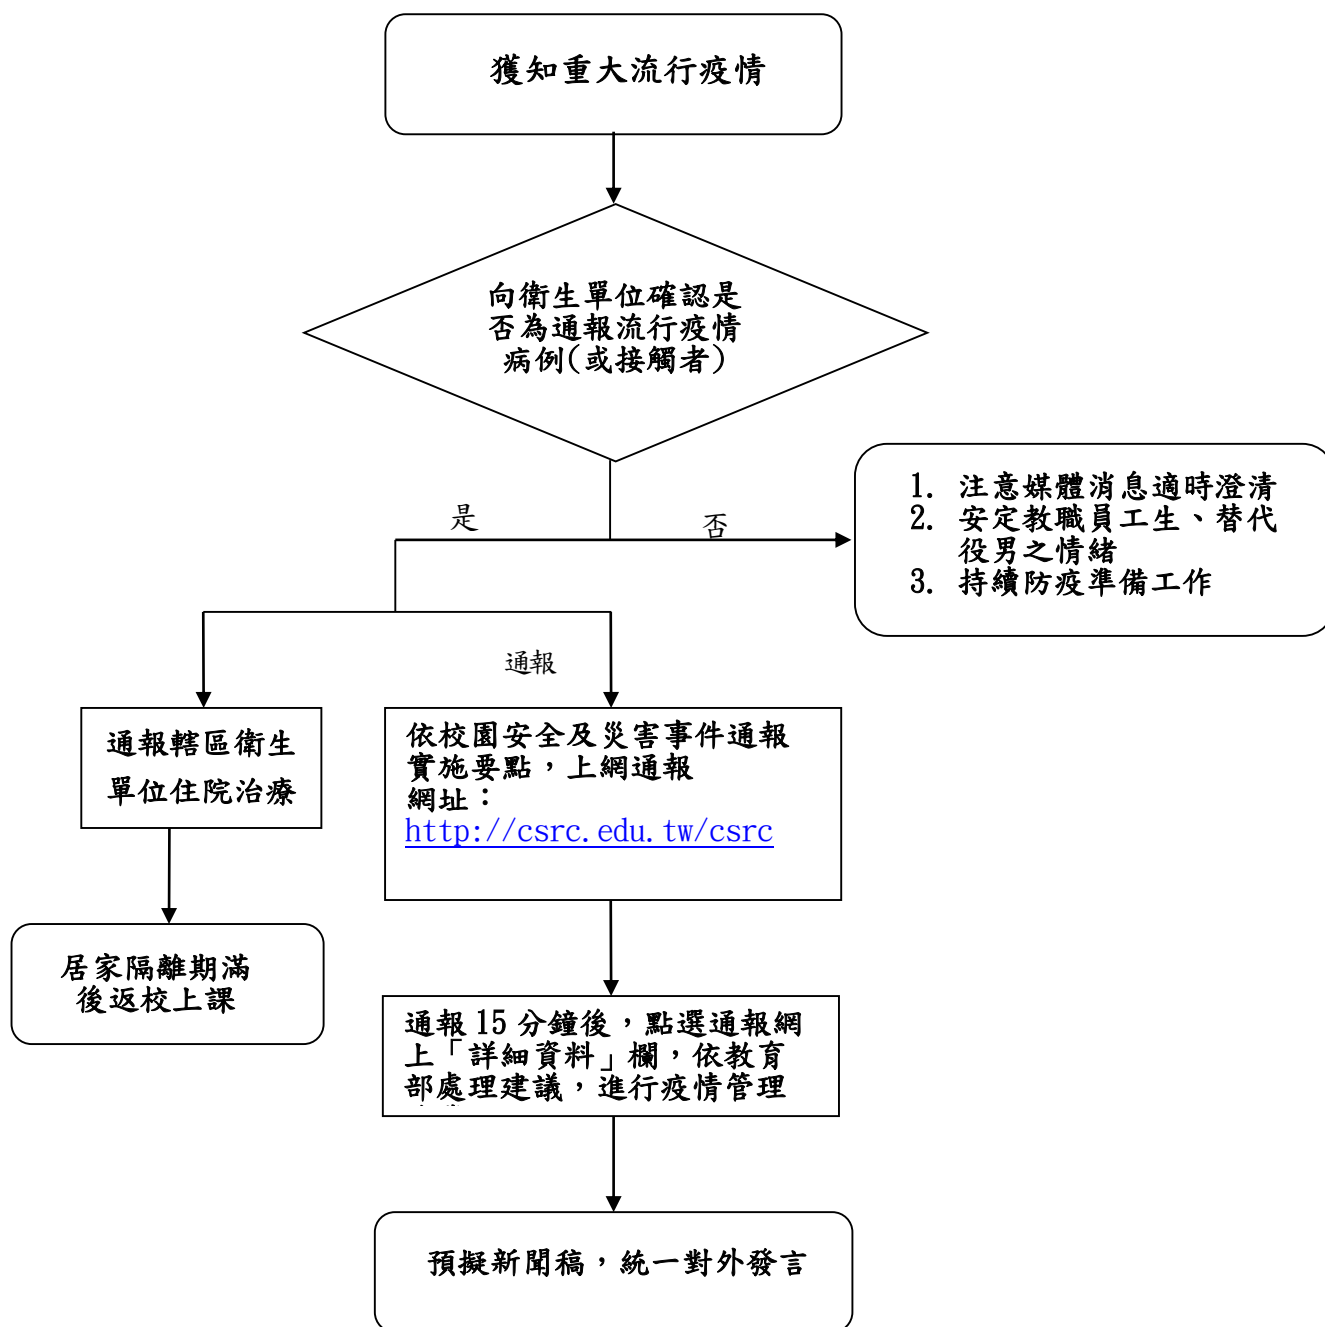 獲知重大流行疫情
向衛生單位確認是
否為通報流行疫情
病例(或接觸者)
是
否
1. 注意媒體消息適時澄清
2. 安定教職員工生、替代
役男之情緒
3. 持續防疫準備工作
通報
通報轄區衛生
單位住院治療
依校園安全及災害事件通報
實施要點，上網通報
網址：
http://csrc.edu.tw/csrc
居家隔離期滿
後返校上課
通報15分鐘後，點選通報網
上「詳細資料」欄，依教育
部處理建議，進行疫情管理
預擬新聞稿，統一對外發言